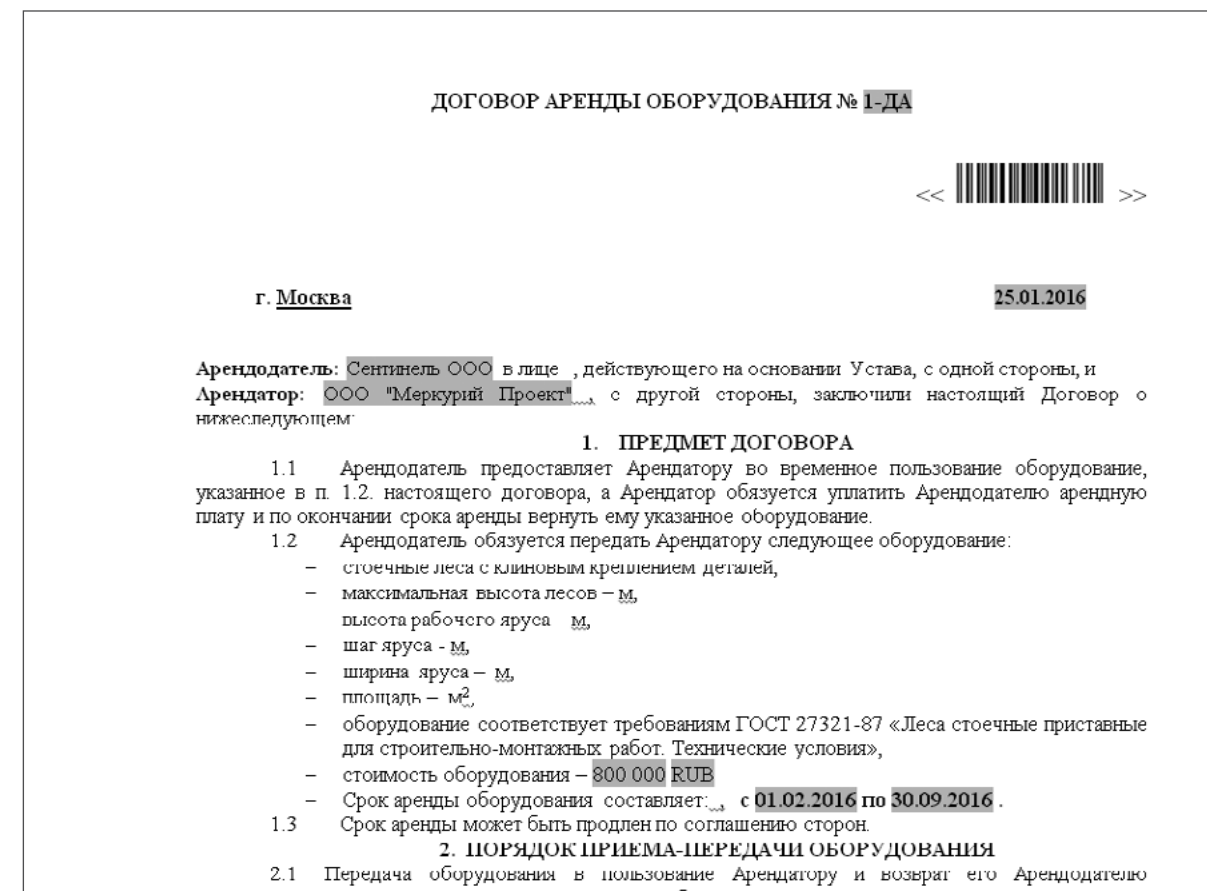 ДОГОВОР АРЕНДЫ ОБОРУДОВАНИЯ № 1-ДА
<< >>
г. Москва 25.01.2016
Арендодатель: Сентинель ООО в лице , действующего на основании Устава, с одной стороны, и
Арендатор: ООО "Меркурий Проект" , с другой стороны, заключили настоящий Договор о
нижеследующем:
1. ПРЕДМЕТ ДОГОВОРА
1.1 Арендодатель предоставляет Арендатору во временное пользование оборудование,
указанное в п. 1.2. настоящего договора, а Арендатор обязуется уплатить Арендодателю арендную
плату и по окончании срока аренды вернуть ему указанное оборудование.
1.2 Арендодатель обязуется передать Арендатору следующее оборудование:
– стоечные леса с клиновым креплением деталей,
– максимальная высота лесов – м,
высота рабочего яруса м,
– шаг яруса - м,
– ширина яруса – м,
– площадь – м²,
– оборудование соответствует требованиям ГОСТ 27321-87 «Леса стоечные приставные
для строительно-монтажных работ. Технические условия»,
– стоимость оборудования – 800 000 RUB
– Срок аренды оборудования составляет: , с 01.02.2016 по 30.09.2016 .
1.3 Срок аренды может быть продлен по соглашению сторон.
2. ПОРЯДОК ПРИЕМА-ПЕРЕДАЧИ ОБОРУДОВАНИЯ
2.1 Передача оборудования в пользование Арендатору и возврат его Арендодателю